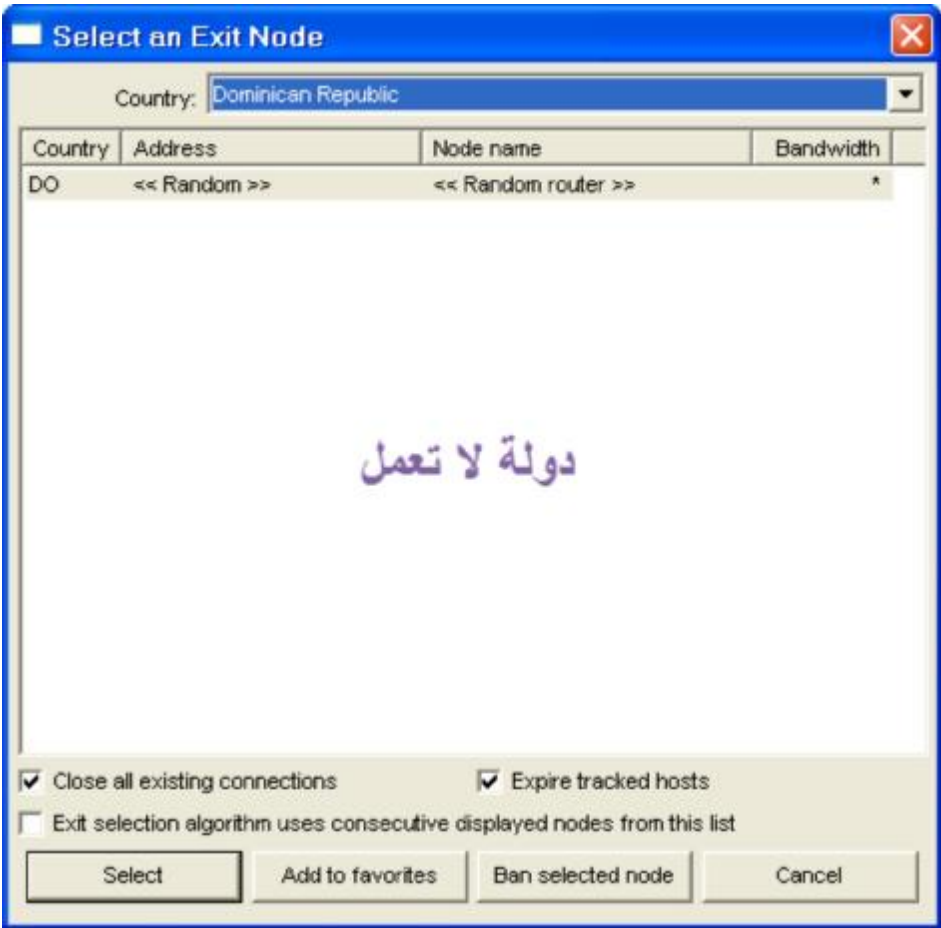 Select an Exit Node
Country: Dominican Republic
Country Address Node name Bandwidth
DO << Random >> << Random router >> *
دولة لا تعمل
Close all existing connections Expire tracked hosts
Exit selection algorithm uses consecutive displayed nodes from this list
Select Add to favorites Ban selected node Cancel